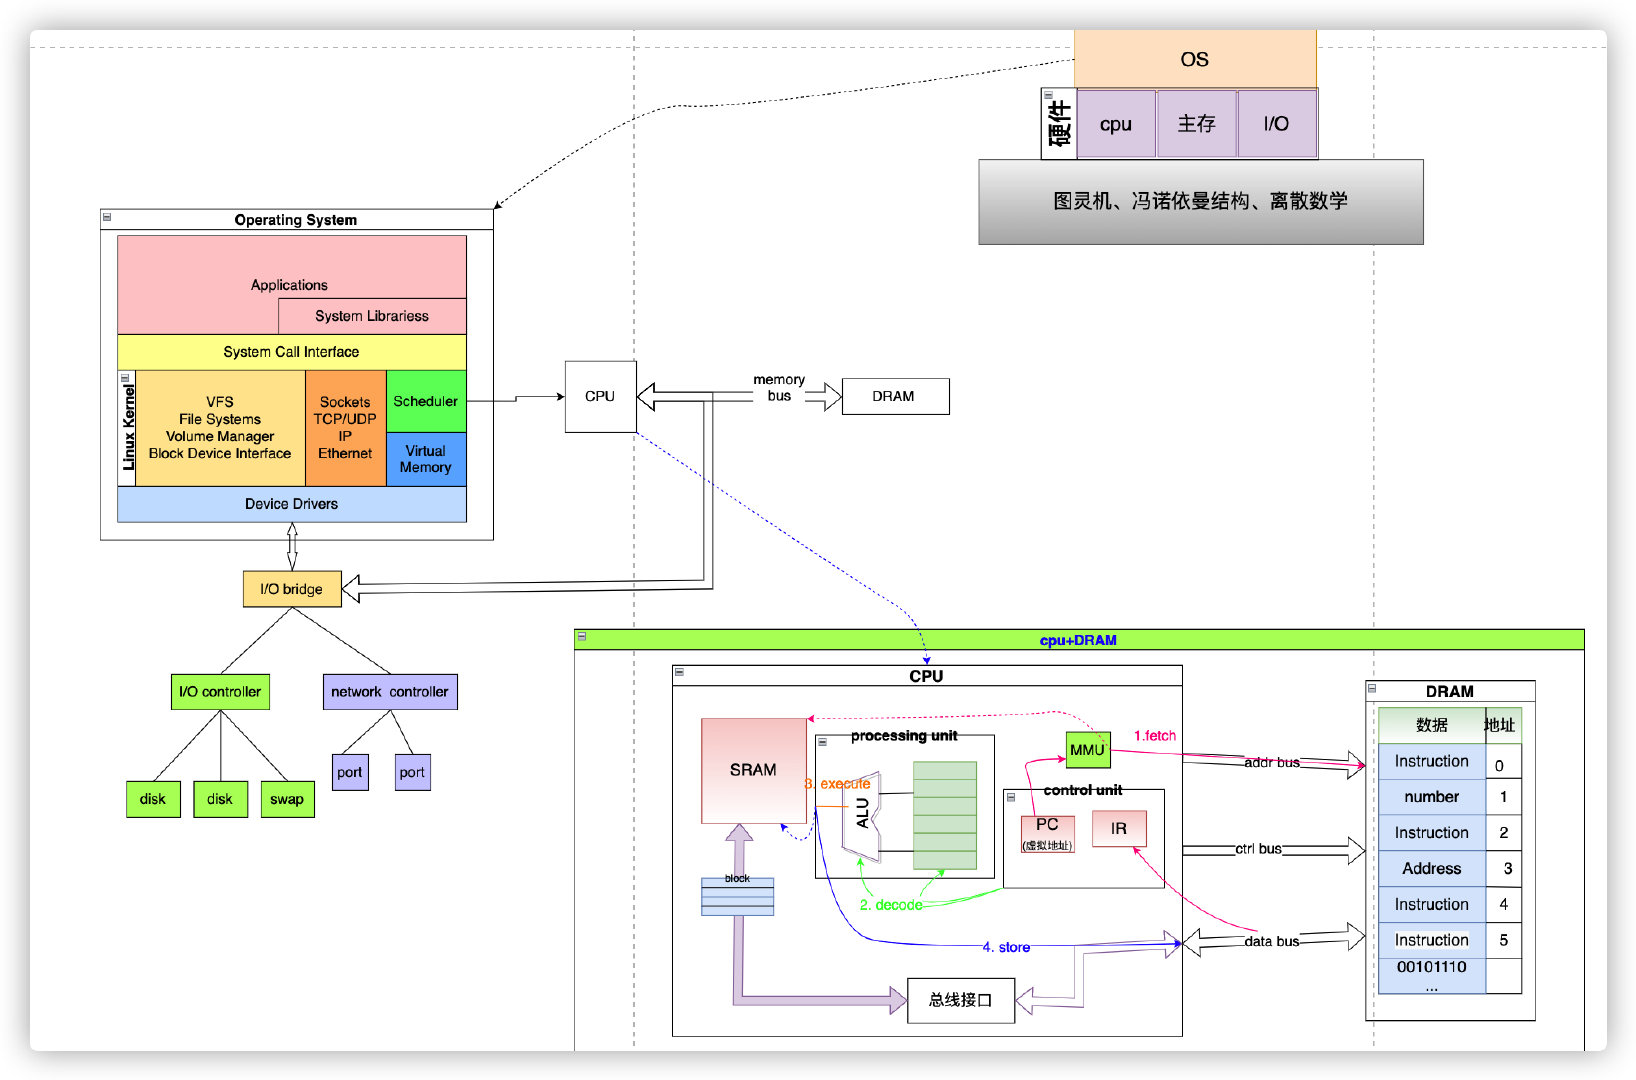 OS
硬件
cpu
主存
I/O
图灵机、冯诺依曼结构、离散数学
Operating System
Applications
System Librariess
System Call Interface
Linux Kernel
VFS
File Systems
Volume Manager
Block Device Interface
Sockets
TCP/UDP
IP
Ethernet
Scheduler
Virtual
Memory
Device Drivers
CPU
memory
bus
DRAM
I/O bridge
I/O controller
network controller
disk
disk
swap
port
port
cpu+DRAM
CPU
SRAM
processing unit
3. execute
ALU
MMU
1.fetch
control unit
PC
(虚拟地址)
IR
block
2. decode
4. store
总线接口
addr bus
ctrl bus
data bus
DRAM
数据 地址
Instruction 0
number 1
Instruction 2
Address 3
Instruction 4
Instruction 5
00101110
...